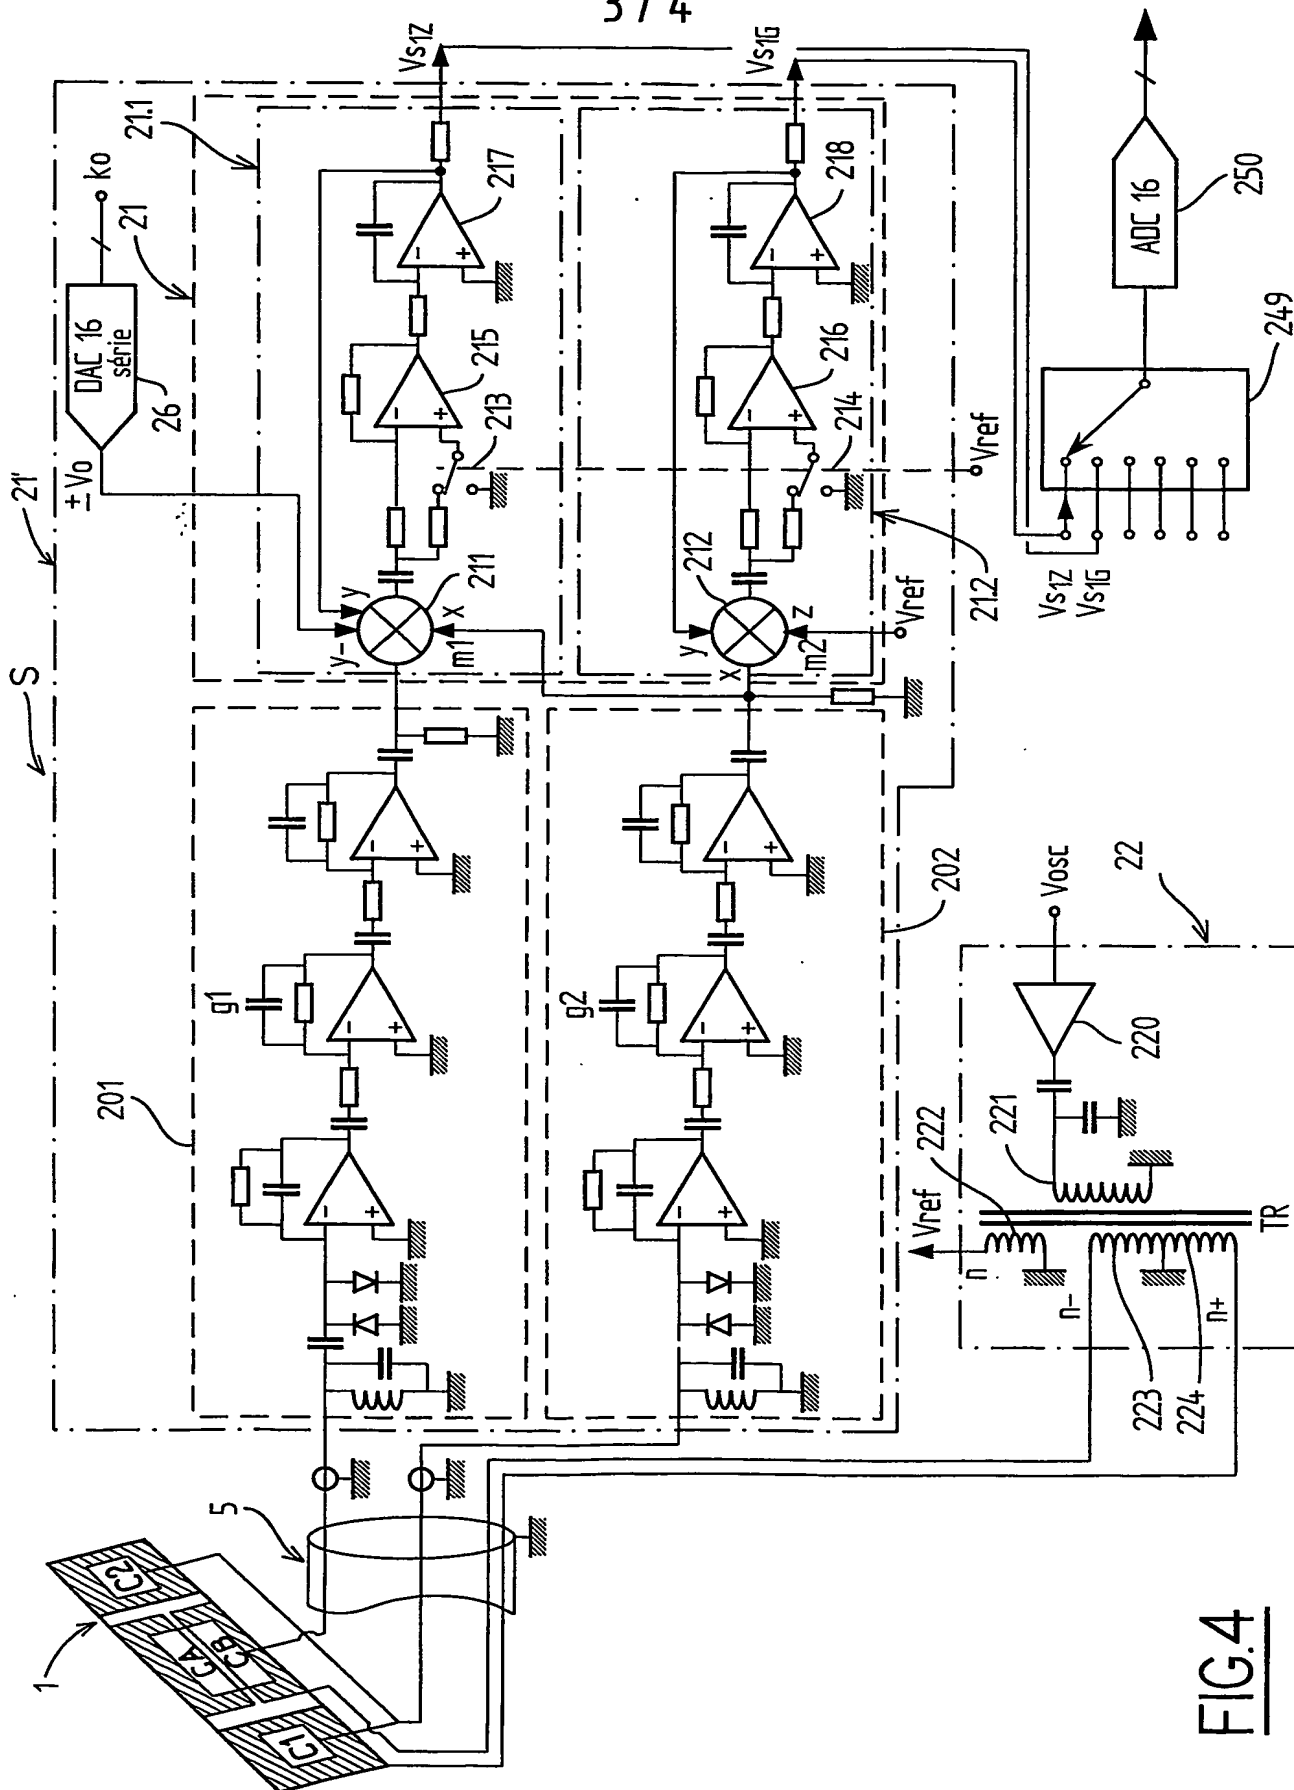 3 / 4
S
21'
21
21.1
DAC 16
série
26
ko
± Vo
Vs1Z
Vs1G
201
g1
y-
y
x
m1
211
213
215
217
-
+
-
+
-
+
-
+
-
+
g2
202
x
y
z
m2
212
Vref
214
216
218
21.2
Vref
-
+
-
+
-
+
-
+
-
+
Vs1Z
Vs1G
249
ADC 16
250
1
C1
CA
CB
C2
5
22
Vosc
220
221
222
Vref
n
n-
n+
223
224
TR
FIG.4